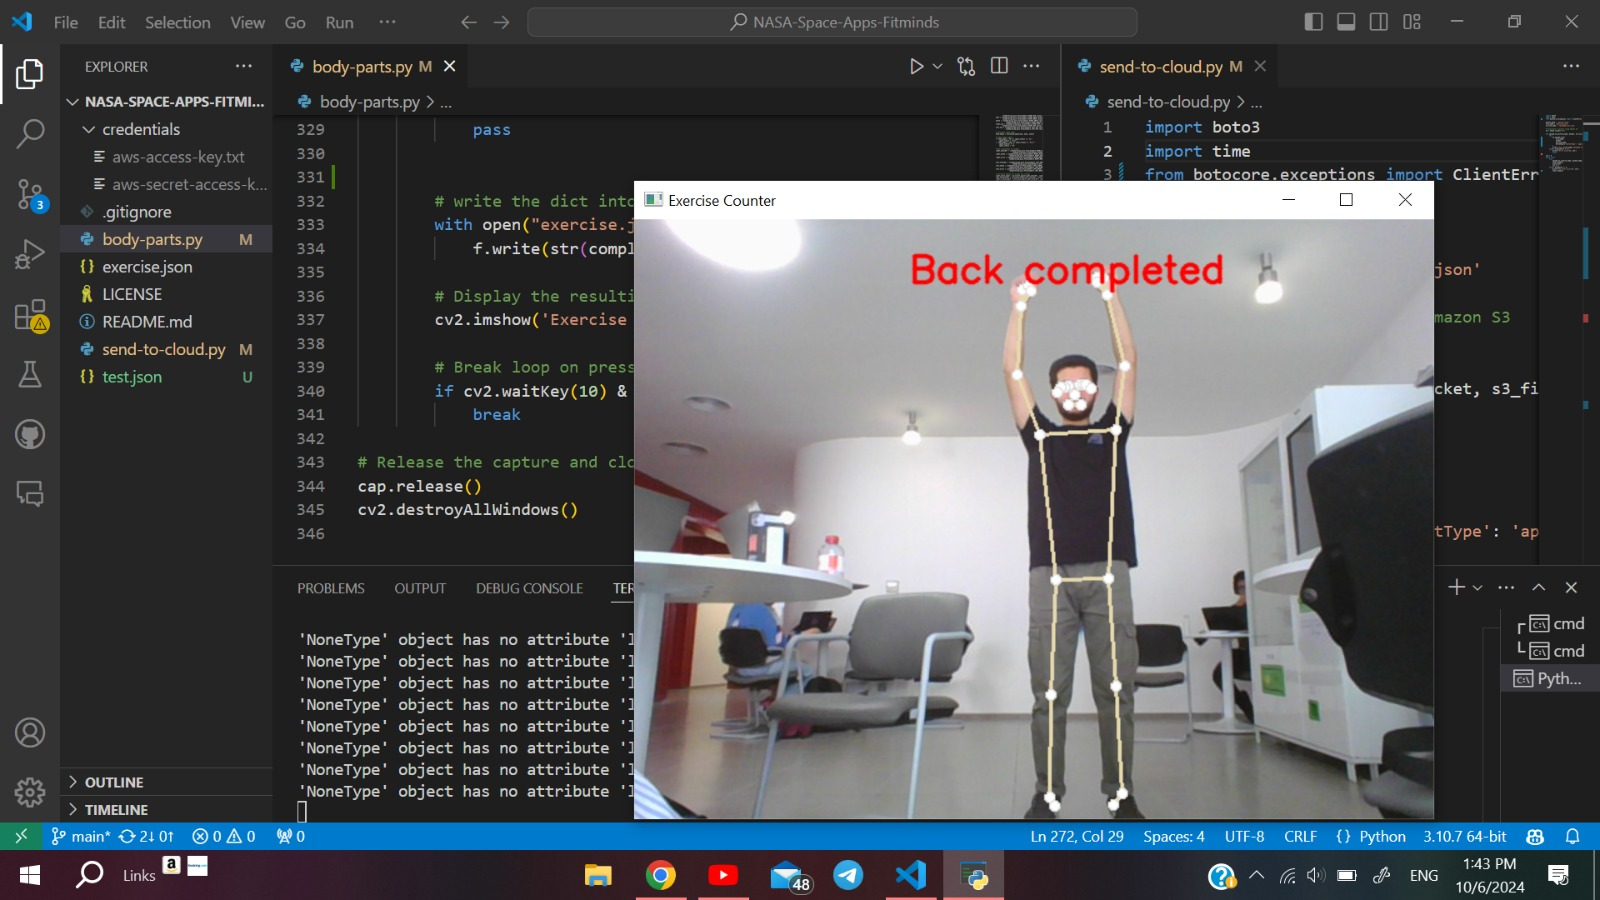 File Edit Selection View Go Run ···
NASA-Space-Apps-Fitminds
EXPLORER
NASA-SPACE-APPS-FITMI...
credentials
aws-access-key.txt
aws-secret-access-k...
.gitignore
body-parts.py M
exercise.json
LICENSE
README.md
send-to-cloud.py M
test.json U
OUTLINE
TIMELINE
body-parts.py M
body-parts.py > ...
329 pass
330
331
332 # write the dict into
333 with open("exercise.j
334 f.write(str(compl
335
336 # Display the resulti
337 cv2.imshow('Exercise
338
339 # Break loop on press
340 if cv2.waitKey(10) &
341 break
342
343 # Release the capture and clo
344 cap.release()
345 cv2.destroyAllWindows()
346
send-to-cloud.py M
send-to-cloud.py > ...
1 import boto3
2 import time
3 from botocore.exceptions import ClientErr
json'
mazon S3
cket, s3_fi
tType': 'ap
Exercise Counter
Back completed
PROBLEMS OUTPUT DEBUG CONSOLE TER
'NoneType' object has no attribute 'l
'NoneType' object has no attribute 'l
'NoneType' object has no attribute 'l
'NoneType' object has no attribute 'l
'NoneType' object has no attribute 'l
'NoneType' object has no attribute 'l
'NoneType' object has no attribute 'l
'NoneType' object has no attribute 'l
cmd
cmd
Pyth...
3
main* 2↓ 0↑ 0 0 0
Ln 272, Col 29 Spaces: 4 UTF-8 CRLF {} Python 3.10.7 64-bit
Links a
48
ENG
1:43 PM
10/6/2024